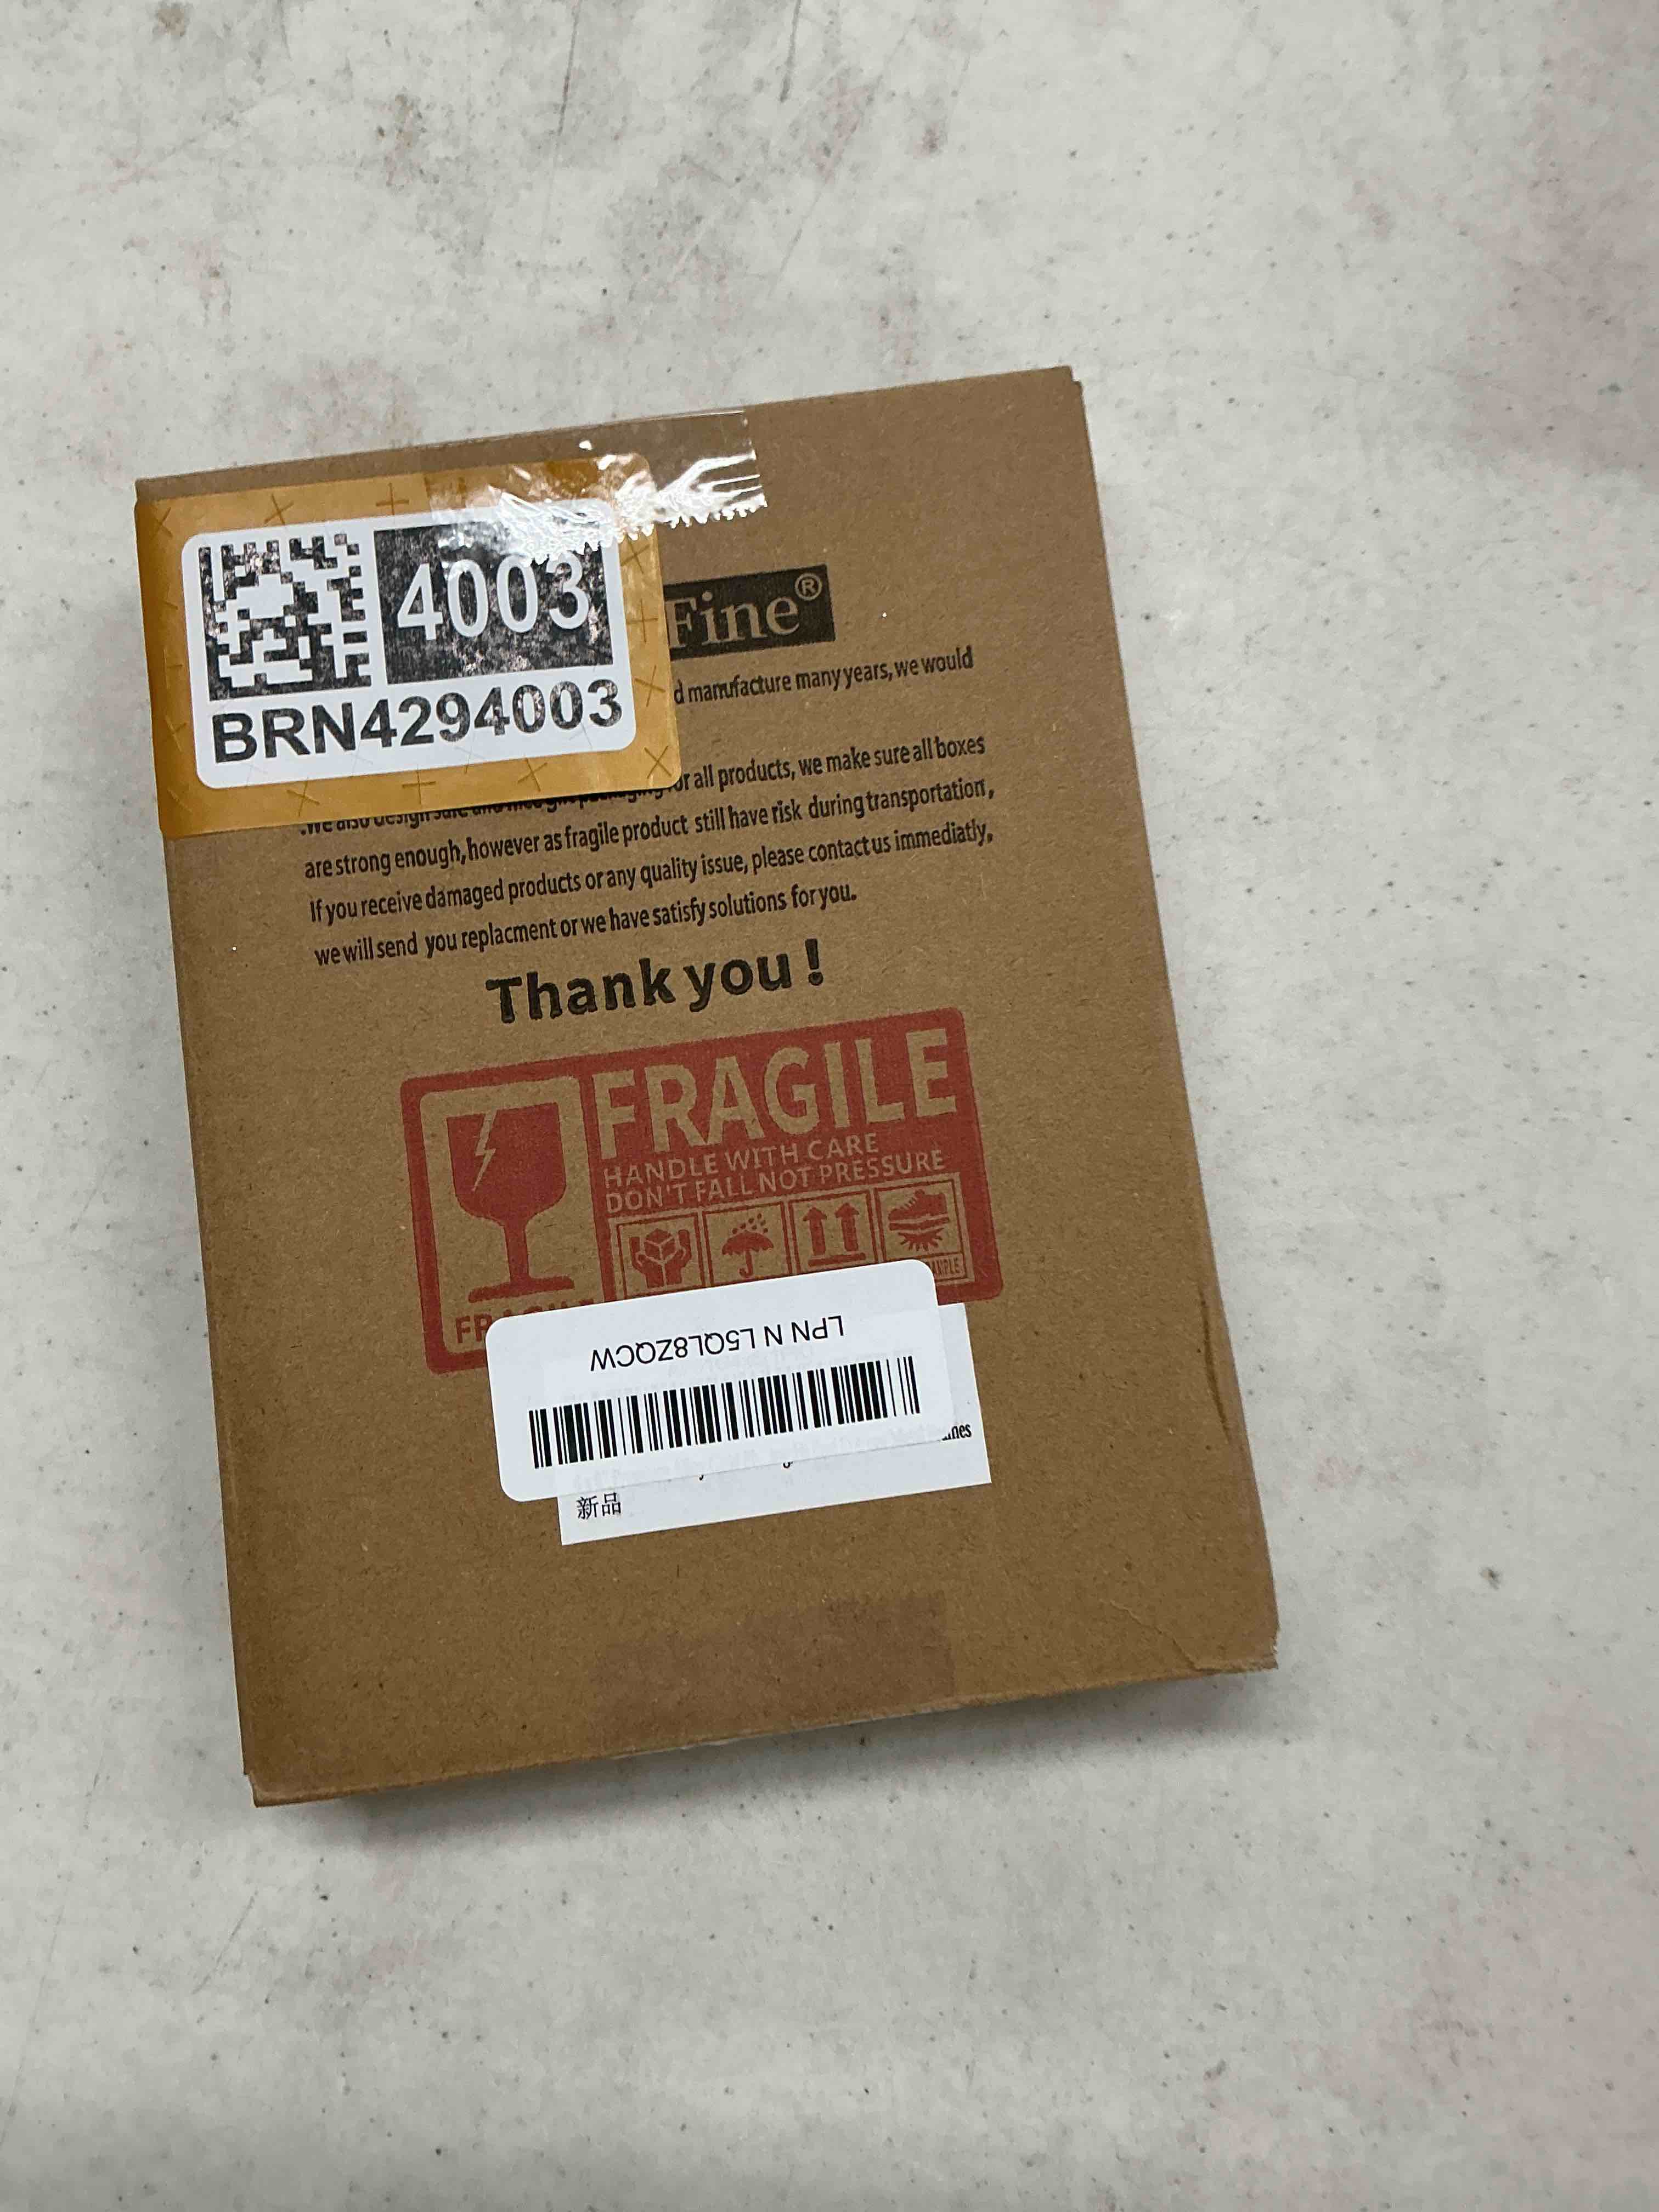 4003
BRN4294003
Fine®
manufacture many years, we would
all products, we make sure all boxes
are strong enough, however as fragile product still have risk during transportation,
If you receive damaged products or any quality issue, please contact us immediatly,
we will send you replacment or we have satisfy solutions for you.
Thank you !
FRAGILE
HANDLE WITH CARE
DON'T FALL NOT PRESSURE
LPN N L5QL8ZQCW
新品